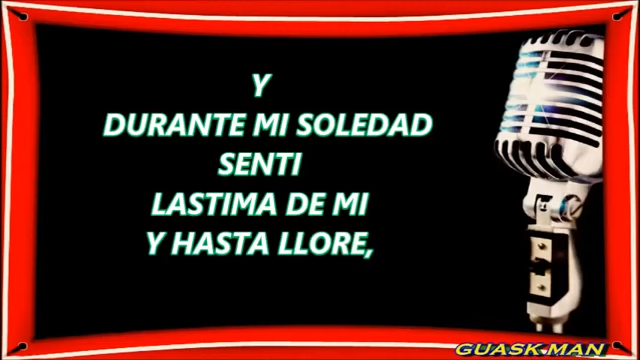 Y
DURANTE MI SOLEDAD
SENTI
LASTIMA DE MI
Y HASTA LLORE,
GUASK MAN